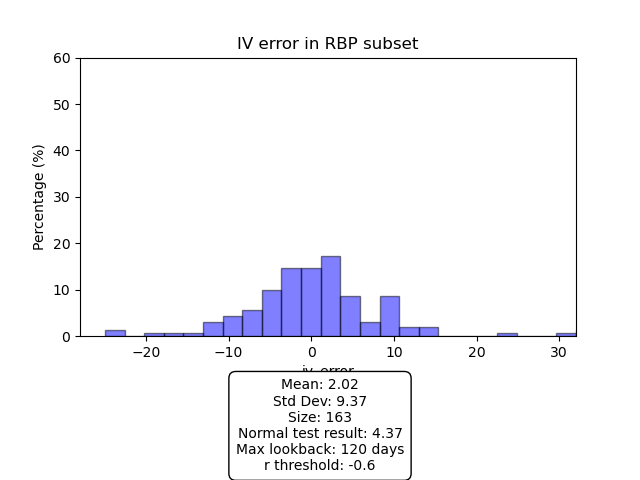 IV error in RBP subset
60
50
40
30
20
10
0
Percentage (%)
−20
−10
0
10
20
30
iv_error
Mean: 2.02
Std Dev: 9.37
Size: 163
Normal test result: 4.37
Max lookback: 120 days
r threshold: -0.6